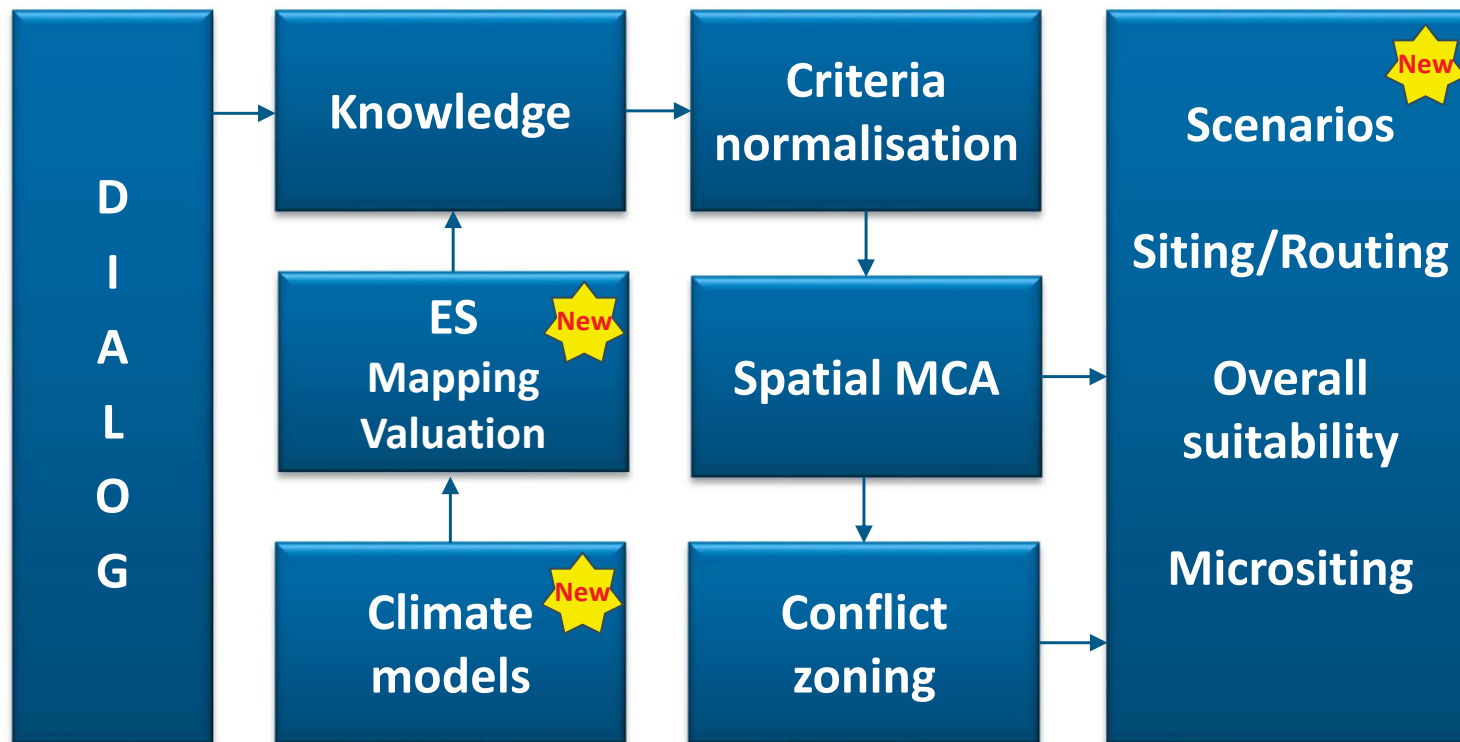 DIALOG
Knowledge
ES
Mapping
Valuation
New
Climate
models
New
Criteria
normalisation
Spatial MCA
Conflict
zoning
New
Scenarios
Siting/Routing
Overall
suitability
Micrositing